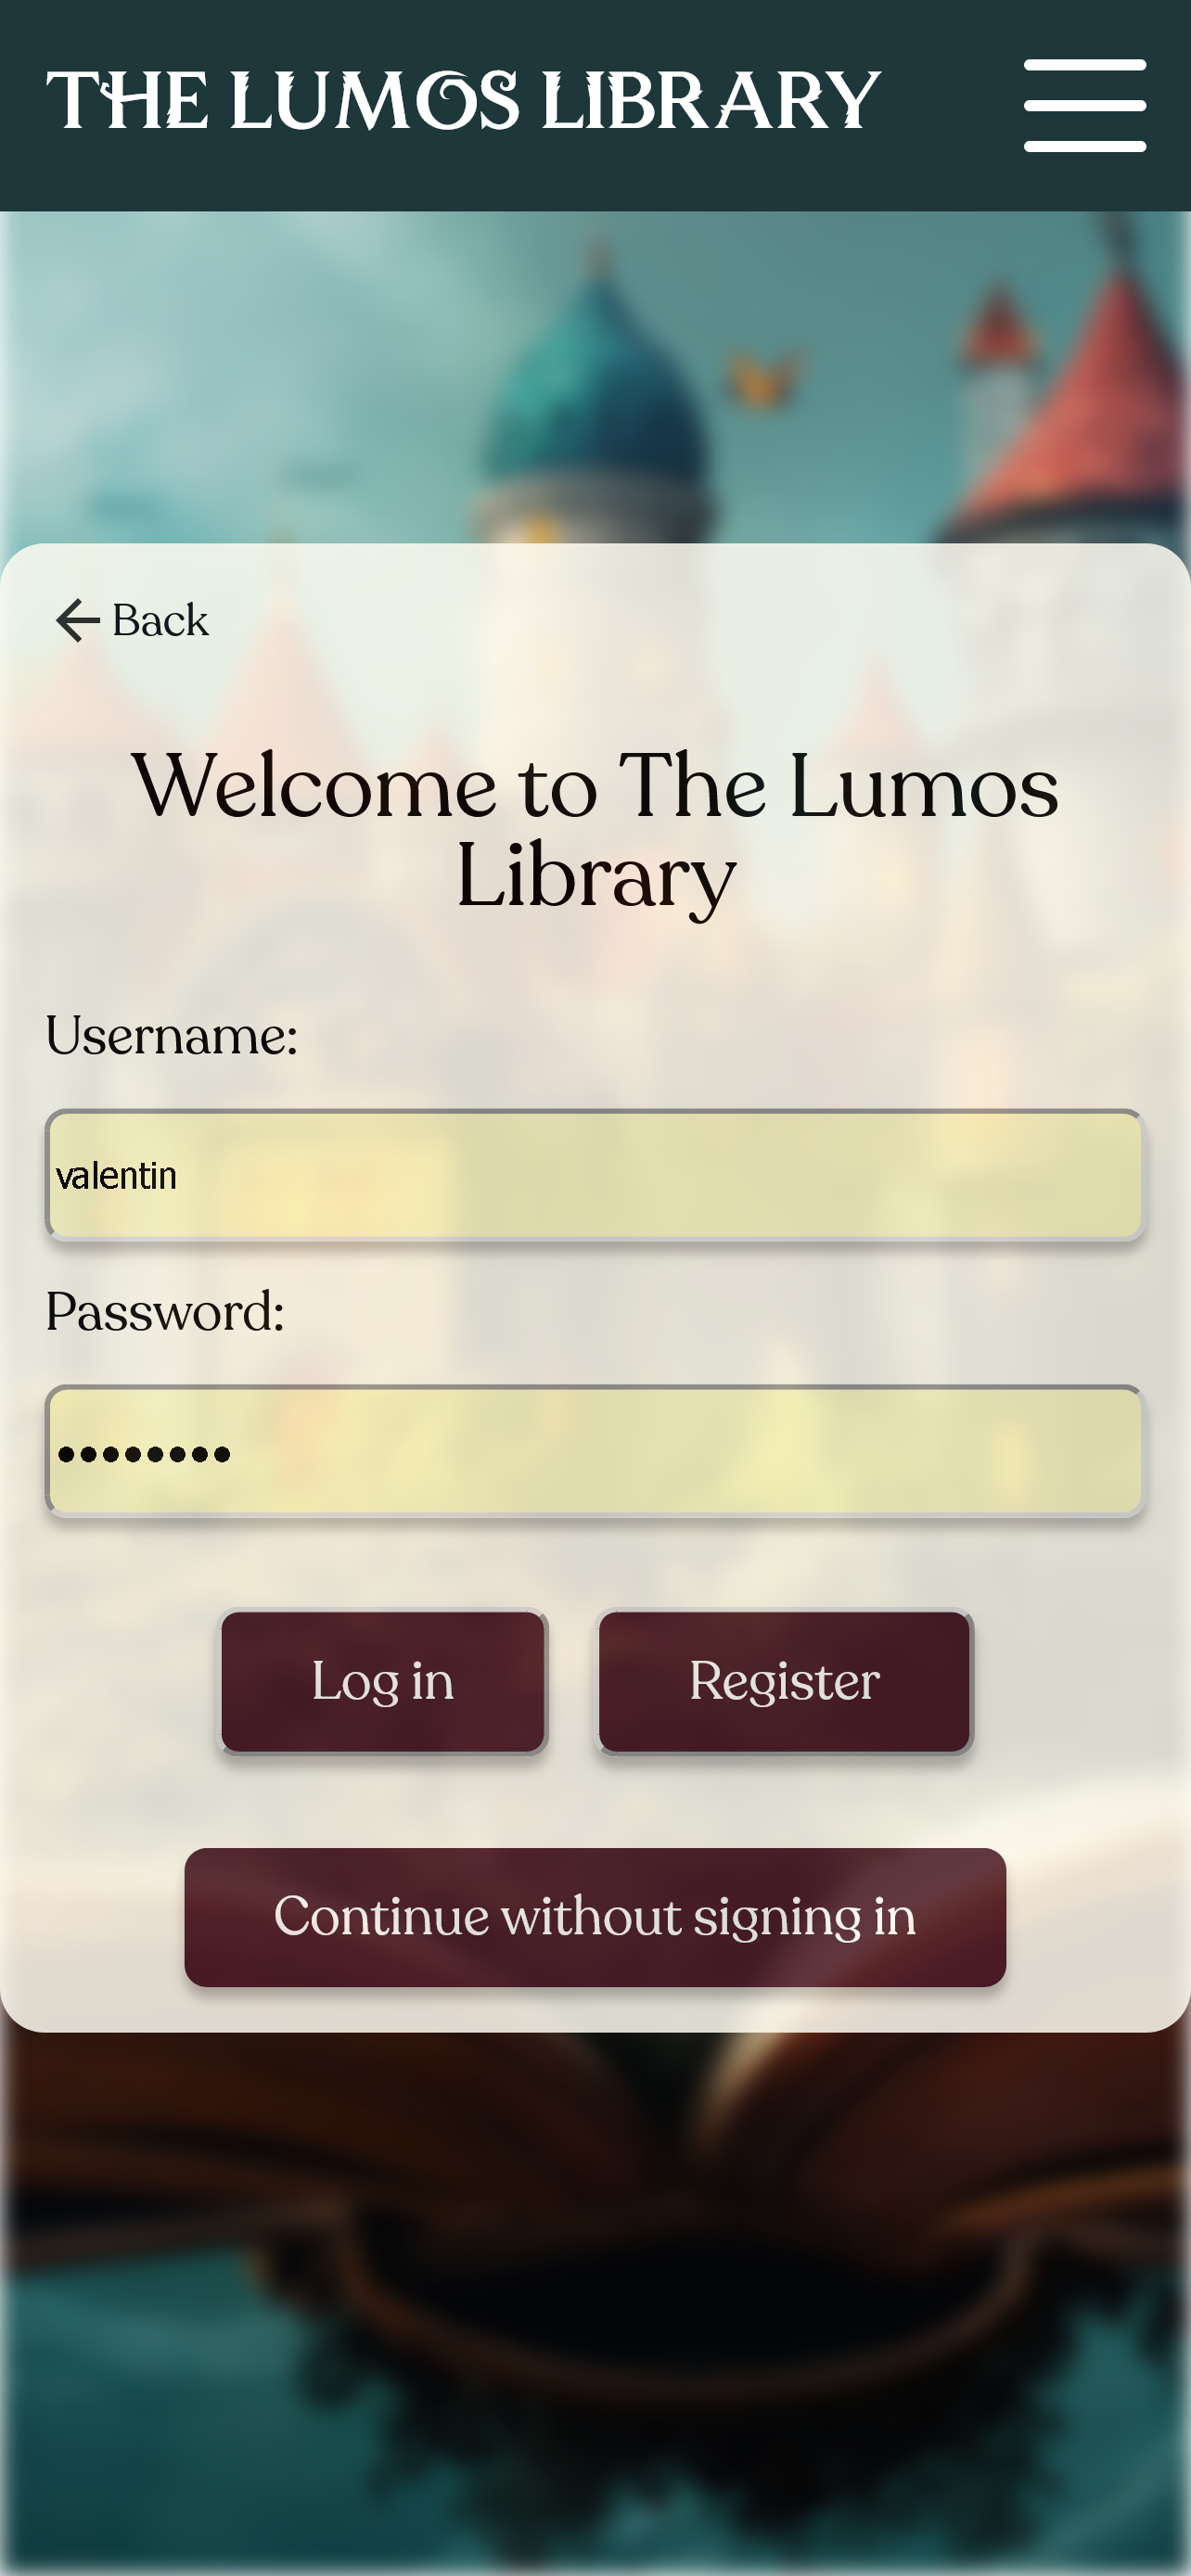 THE LUMOS LIBRARY
Back
Welcome to The Lumos
Library
Username:
valentin
Password:
••••••••
Log in
Register
Continue without signing in